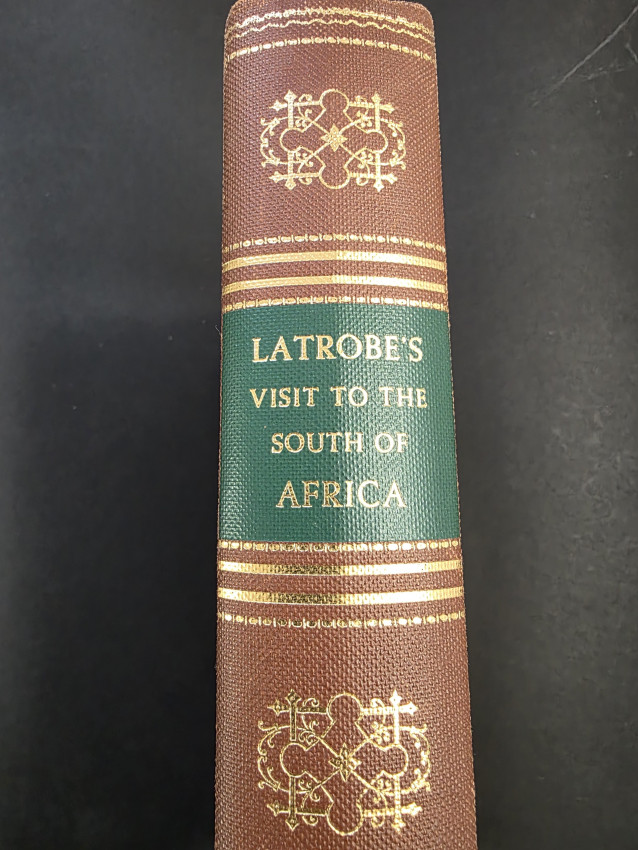 LATROBE'S
VISIT TO THE
SOUTH OF
AFRICA